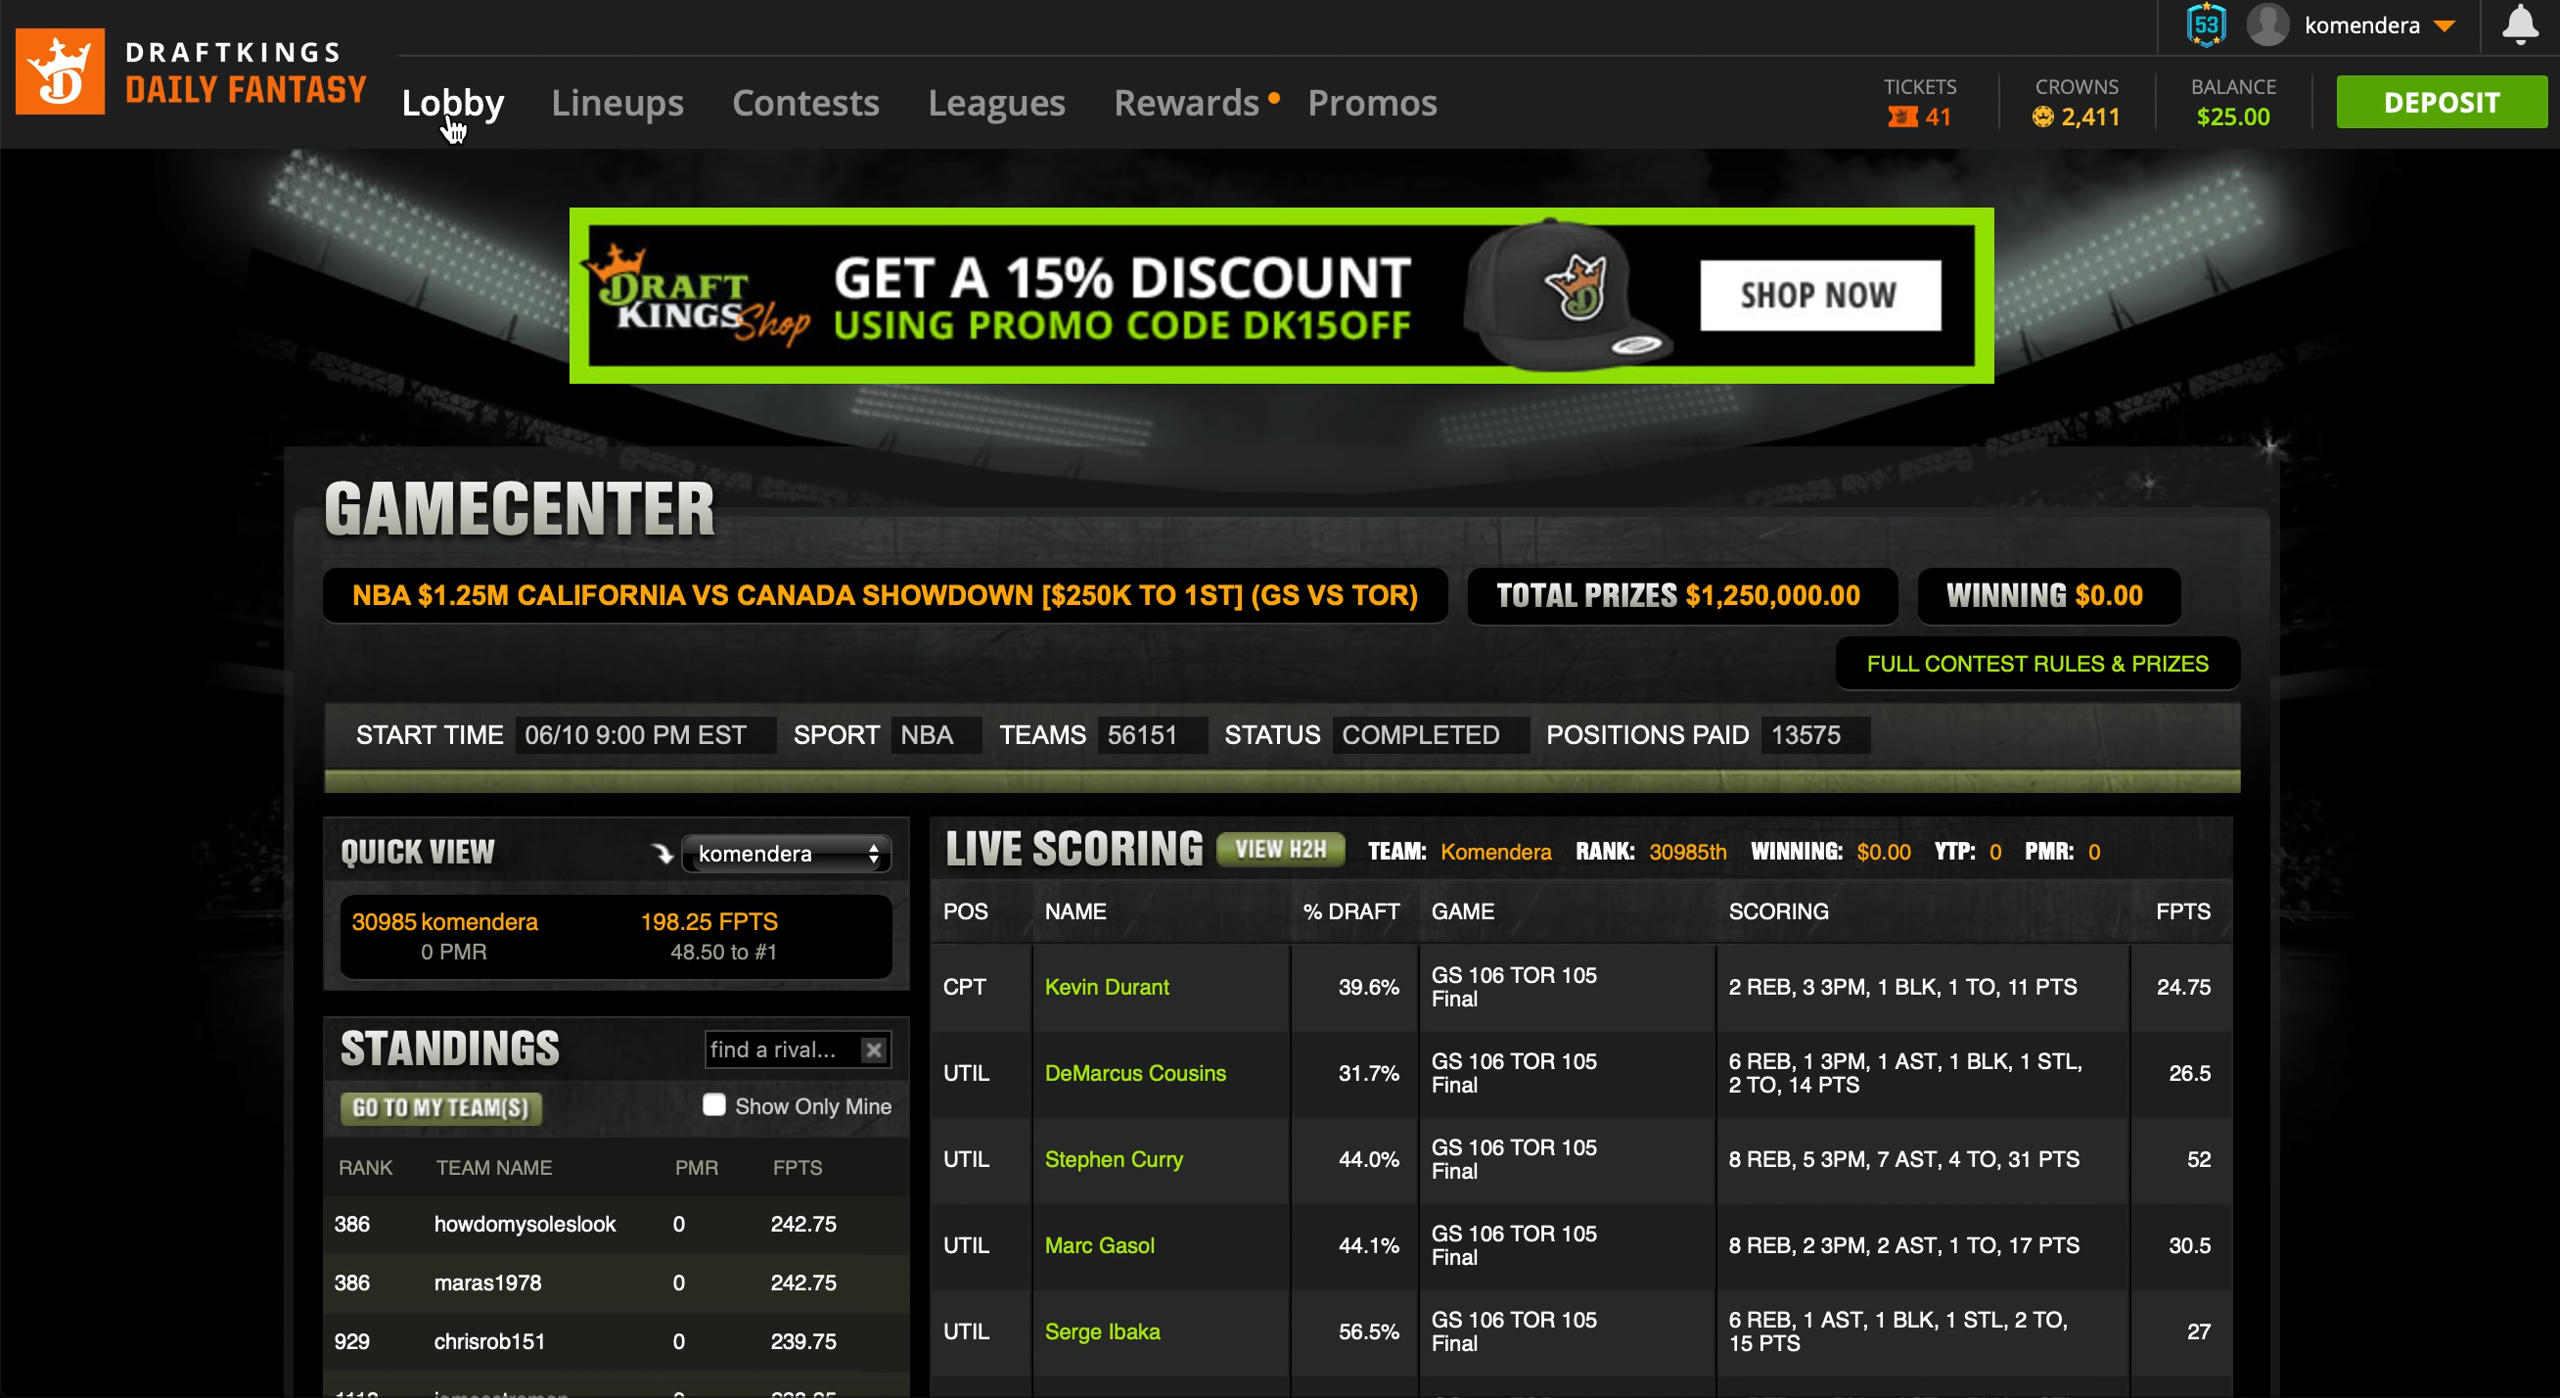 53
komendera
DRAFTKINGS
DAILY FANTASY
Lobby
Lineups
Contests
Leagues
Rewards
Promos
TICKETS
41
CROWNS
2,411
BALANCE
$25.00
DEPOSIT
DRAFT
KINGS Shop
GET A 15% DISCOUNT
USING PROMO CODE DK15OFF
SHOP NOW
GAMECENTER
NBA $1.25M CALIFORNIA VS CANADA SHOWDOWN [$250K TO 1ST] (GS VS TOR)
TOTAL PRIZES $1,250,000.00
WINNING $0.00
FULL CONTEST RULES & PRIZES
START TIME 06/10 9:00 PM EST SPORT NBA TEAMS 56151 STATUS COMPLETED POSITIONS PAID 13575
QUICK VIEW
komendera
30985 komendera 198.25 FPTS
0 PMR 48.50 to #1
STANDINGS
find a rival...
GO TO MY TEAM(S)
Show Only Mine
RANK TEAM NAME PMR FPTS
386 howdomysoleslook 0 242.75
386 maras1978 0 242.75
929 chrisrob151 0 239.75
LIVE SCORING VIEW H2H TEAM: Komendera RANK: 30985th WINNING: $0.00 YTP: 0 PMR: 0
POS NAME % DRAFT GAME SCORING FPTS
CPT Kevin Durant 39.6% GS 106 TOR 105 Final 2 REB, 3 3PM, 1 BLK, 1 TO, 11 PTS 24.75
UTIL DeMarcus Cousins 31.7% GS 106 TOR 105 Final 6 REB, 1 3PM, 1 AST, 1 BLK, 1 STL, 2 TO, 14 PTS 26.5
UTIL Stephen Curry 44.0% GS 106 TOR 105 Final 8 REB, 5 3PM, 7 AST, 4 TO, 31 PTS 52
UTIL Marc Gasol 44.1% GS 106 TOR 105 Final 8 REB, 2 3PM, 2 AST, 1 TO, 17 PTS 30.5
UTIL Serge Ibaka 56.5% GS 106 TOR 105 Final 6 REB, 1 AST, 1 BLK, 1 STL, 2 TO, 15 PTS 27